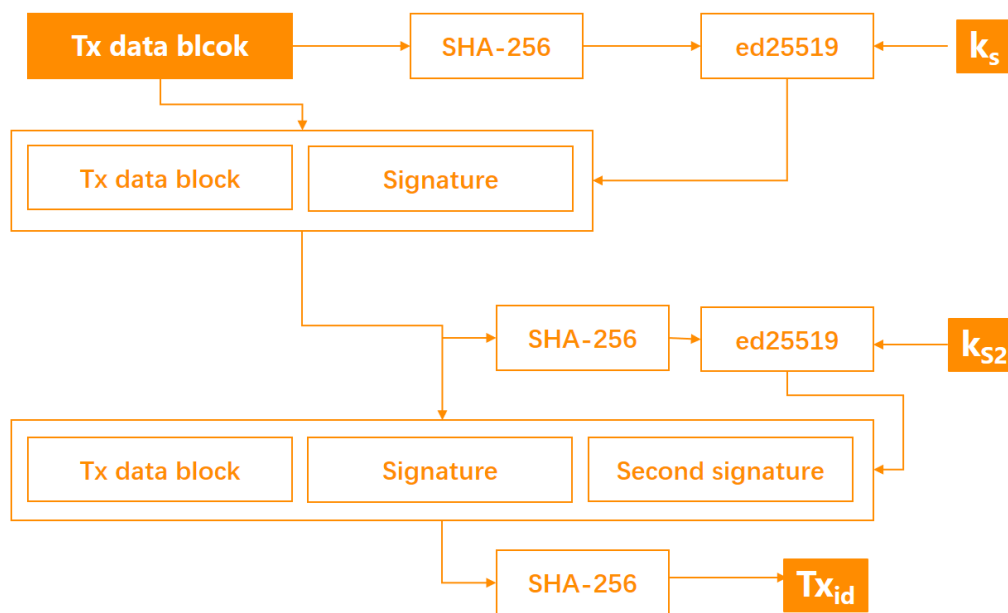 Tx data blcok
SHA-256
ed25519
ks
Tx data block
Signature
SHA-256
ed25519
kS2
Tx data block
Signature
Second signature
SHA-256
Txid